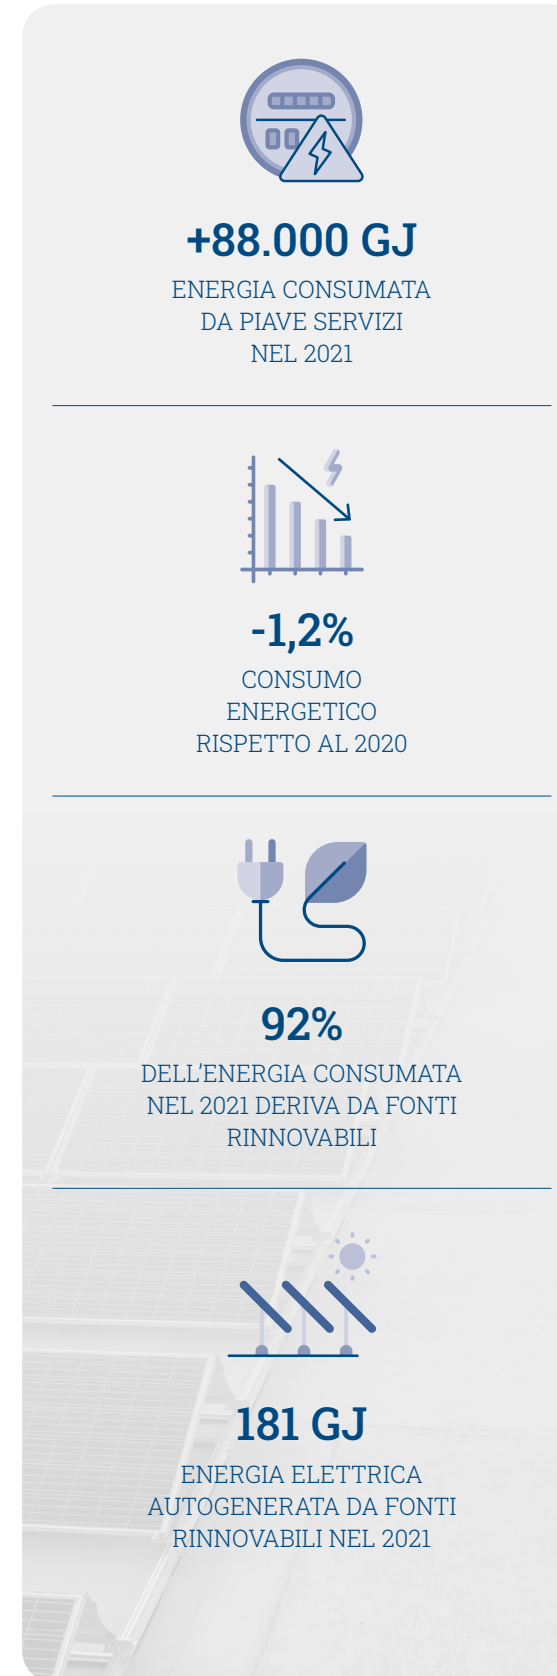 +88.000 GJ
ENERGIA CONSUMATA
DA PIAVE SERVIZI
NEL 2021
-1,2%
CONSUMO
ENERGETICO
RISPETTO AL 2020
92%
DELL’ENERGIA CONSUMATA
NEL 2021 DERIVA DA FONTI
RINNOVABILI
181 GJ
ENERGIA ELETTRICA
AUTOGENERATA DA FONTI
RINNOVABILI NEL 2021